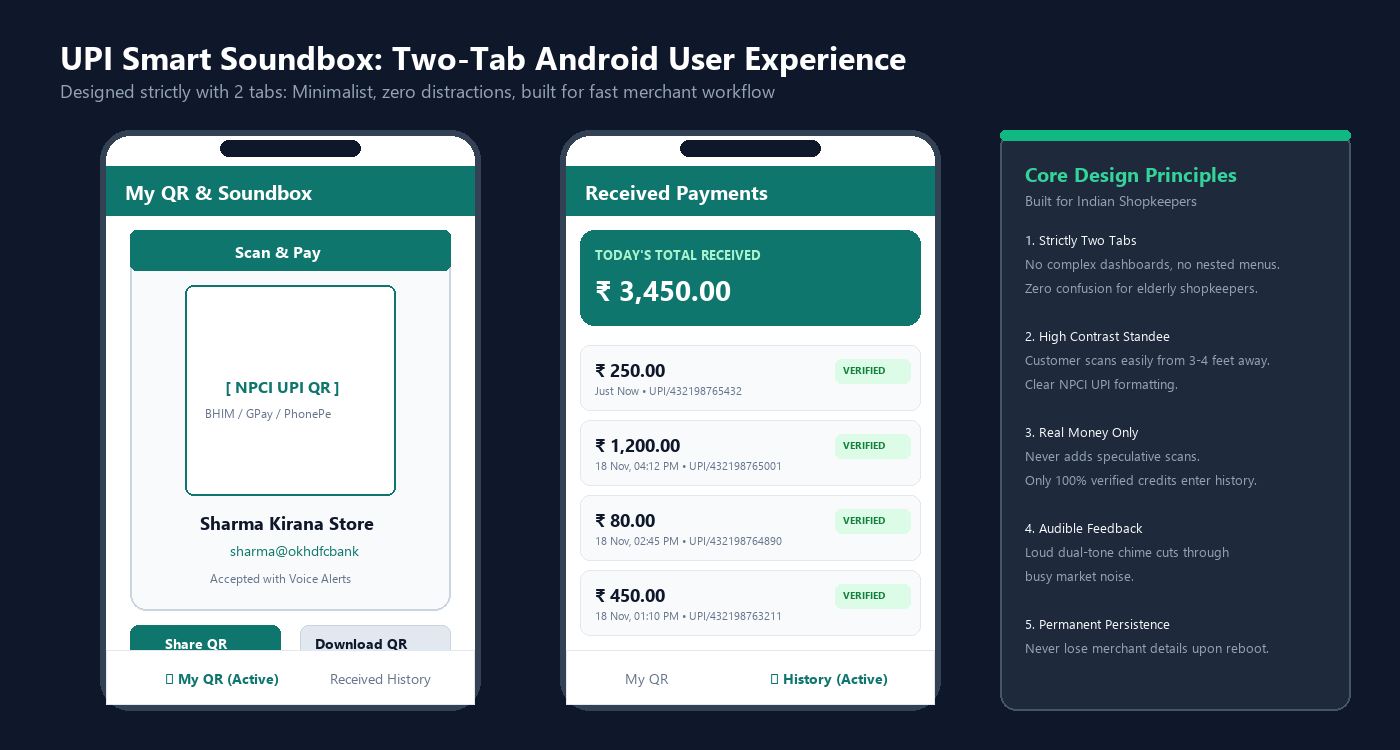 UPI Smart Soundbox: Two-Tab Android User Experience
Designed strictly with 2 tabs: Minimalist, zero distractions, built for fast merchant workflow
My QR & Soundbox
Scan & Pay
[ NPCI UPI QR ]
BHIM / GPay / PhonePe
Sharma Kirana Store
sharma@okhdfcbank
Accepted with Voice Alerts
Share QR
Download QR
My QR (Active)
Received History
Received Payments
TODAY'S TOTAL RECEIVED
₹ 3,450.00
₹ 250.00
VERIFIED
Just Now • UPI/432198765432
₹ 1,200.00
VERIFIED
18 Nov, 04:12 PM • UPI/432198765001
₹ 80.00
VERIFIED
18 Nov, 02:45 PM • UPI/432198764890
₹ 450.00
VERIFIED
18 Nov, 01:10 PM • UPI/432198763211
My QR
History (Active)
Core Design Principles
Built for Indian Shopkeepers
1. Strictly Two Tabs
No complex dashboards, no nested menus.
Zero confusion for elderly shopkeepers.
2. High Contrast Standee
Customer scans easily from 3-4 feet away.
Clear NPCI UPI formatting.
3. Real Money Only
Never adds speculative scans.
Only 100% verified credits enter history.
4. Audible Feedback
Loud dual-tone chime cuts through
busy market noise.
5. Permanent Persistence
Never lose merchant details upon reboot.